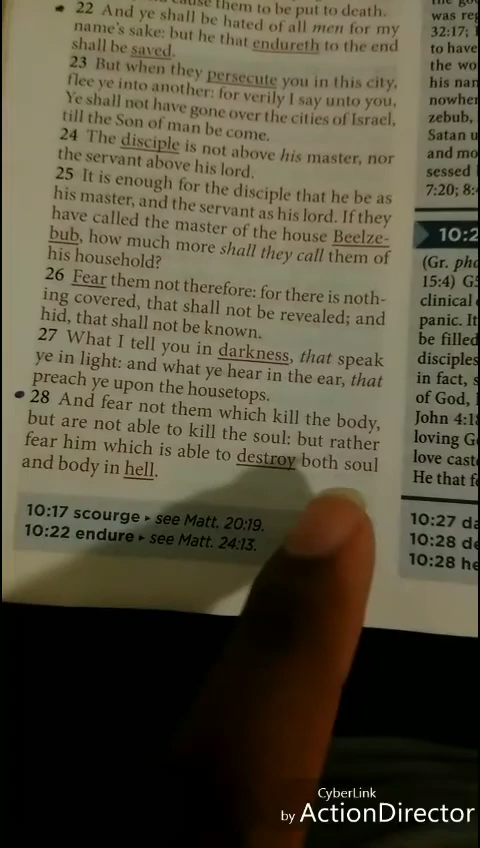 cause them to be put to death.
22 And ye shall be hated of all men for my
name's sake: but he that endureth to the end
shall be saved.
23 But when they persecute you in this city,
flee ye into another: for verily I say unto you,
Ye shall not have gone over the cities of Israel,
till the Son of man be come.
24 The disciple is not above his master, nor
the servant above his lord.
25 It is enough for the disciple that he be as
his master, and the servant as his lord. If they
have called the master of the house Beelze-
bub, how much more shall they call them of
his household?
26 Fear them not therefore: for there is noth-
ing covered, that shall not be revealed; and
hid, that shall not be known.
27 What I tell you in darkness, that speak
ye in light: and what ye hear in the ear, that
preach ye upon the housetops.
28 And fear not them which kill the body,
but are not able to kill the soul: but rather
fear him which is able to destroy both soul
and body in hell.
10:17 scourge ▸ see Matt. 20:19.
10:22 endure ▸ see Matt. 24:13.
was reg
32:17;
to have
the wo
his nan
nowher
zebub,
Satan u
and mo
sessed
7:20; 8:
10:2
(Gr. pho
15:4) G5
clinical
panic. It
be filled
disciples
in fact, s
of God,
John 4:18
loving G
love cast
He that fe
10:27 da
10:28 de
10:28 he
CyberLink
by ActionDirector